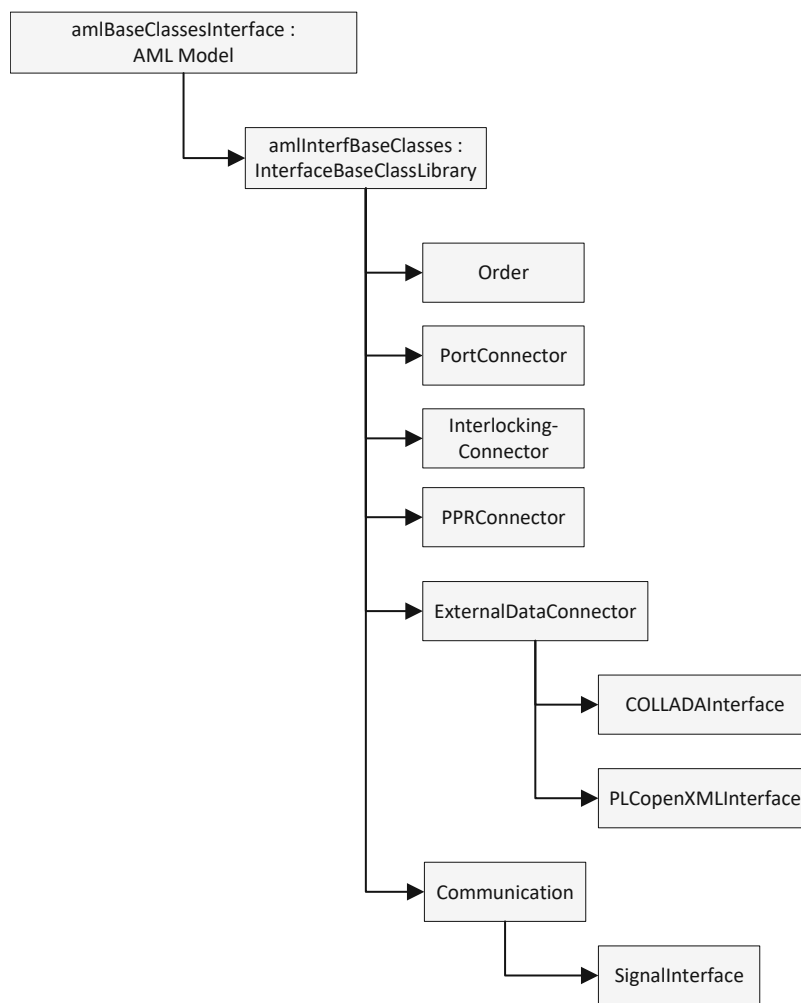 amlBaseClassesInterface :
AML Model
amlInterfBaseClasses :
InterfaceBaseClassLibrary
Order
PortConnector
Interlocking-
Connector
PPRConnector
ExternalDataConnector
COLLADAInterface
PLCopenXMLInterface
Communication
SignalInterface